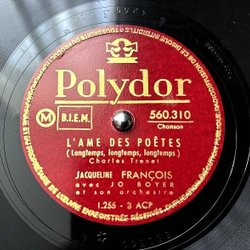 Polydor
M
B.I.E.M.
560.310
Chanson
L'AME DES POÈTES
(Longtemps, longtemps, longtemps)
Charles Trenet
JACQUELINE FRANÇOIS
avec JO BOYER
et son orchestre
1.255 - 3 ACP